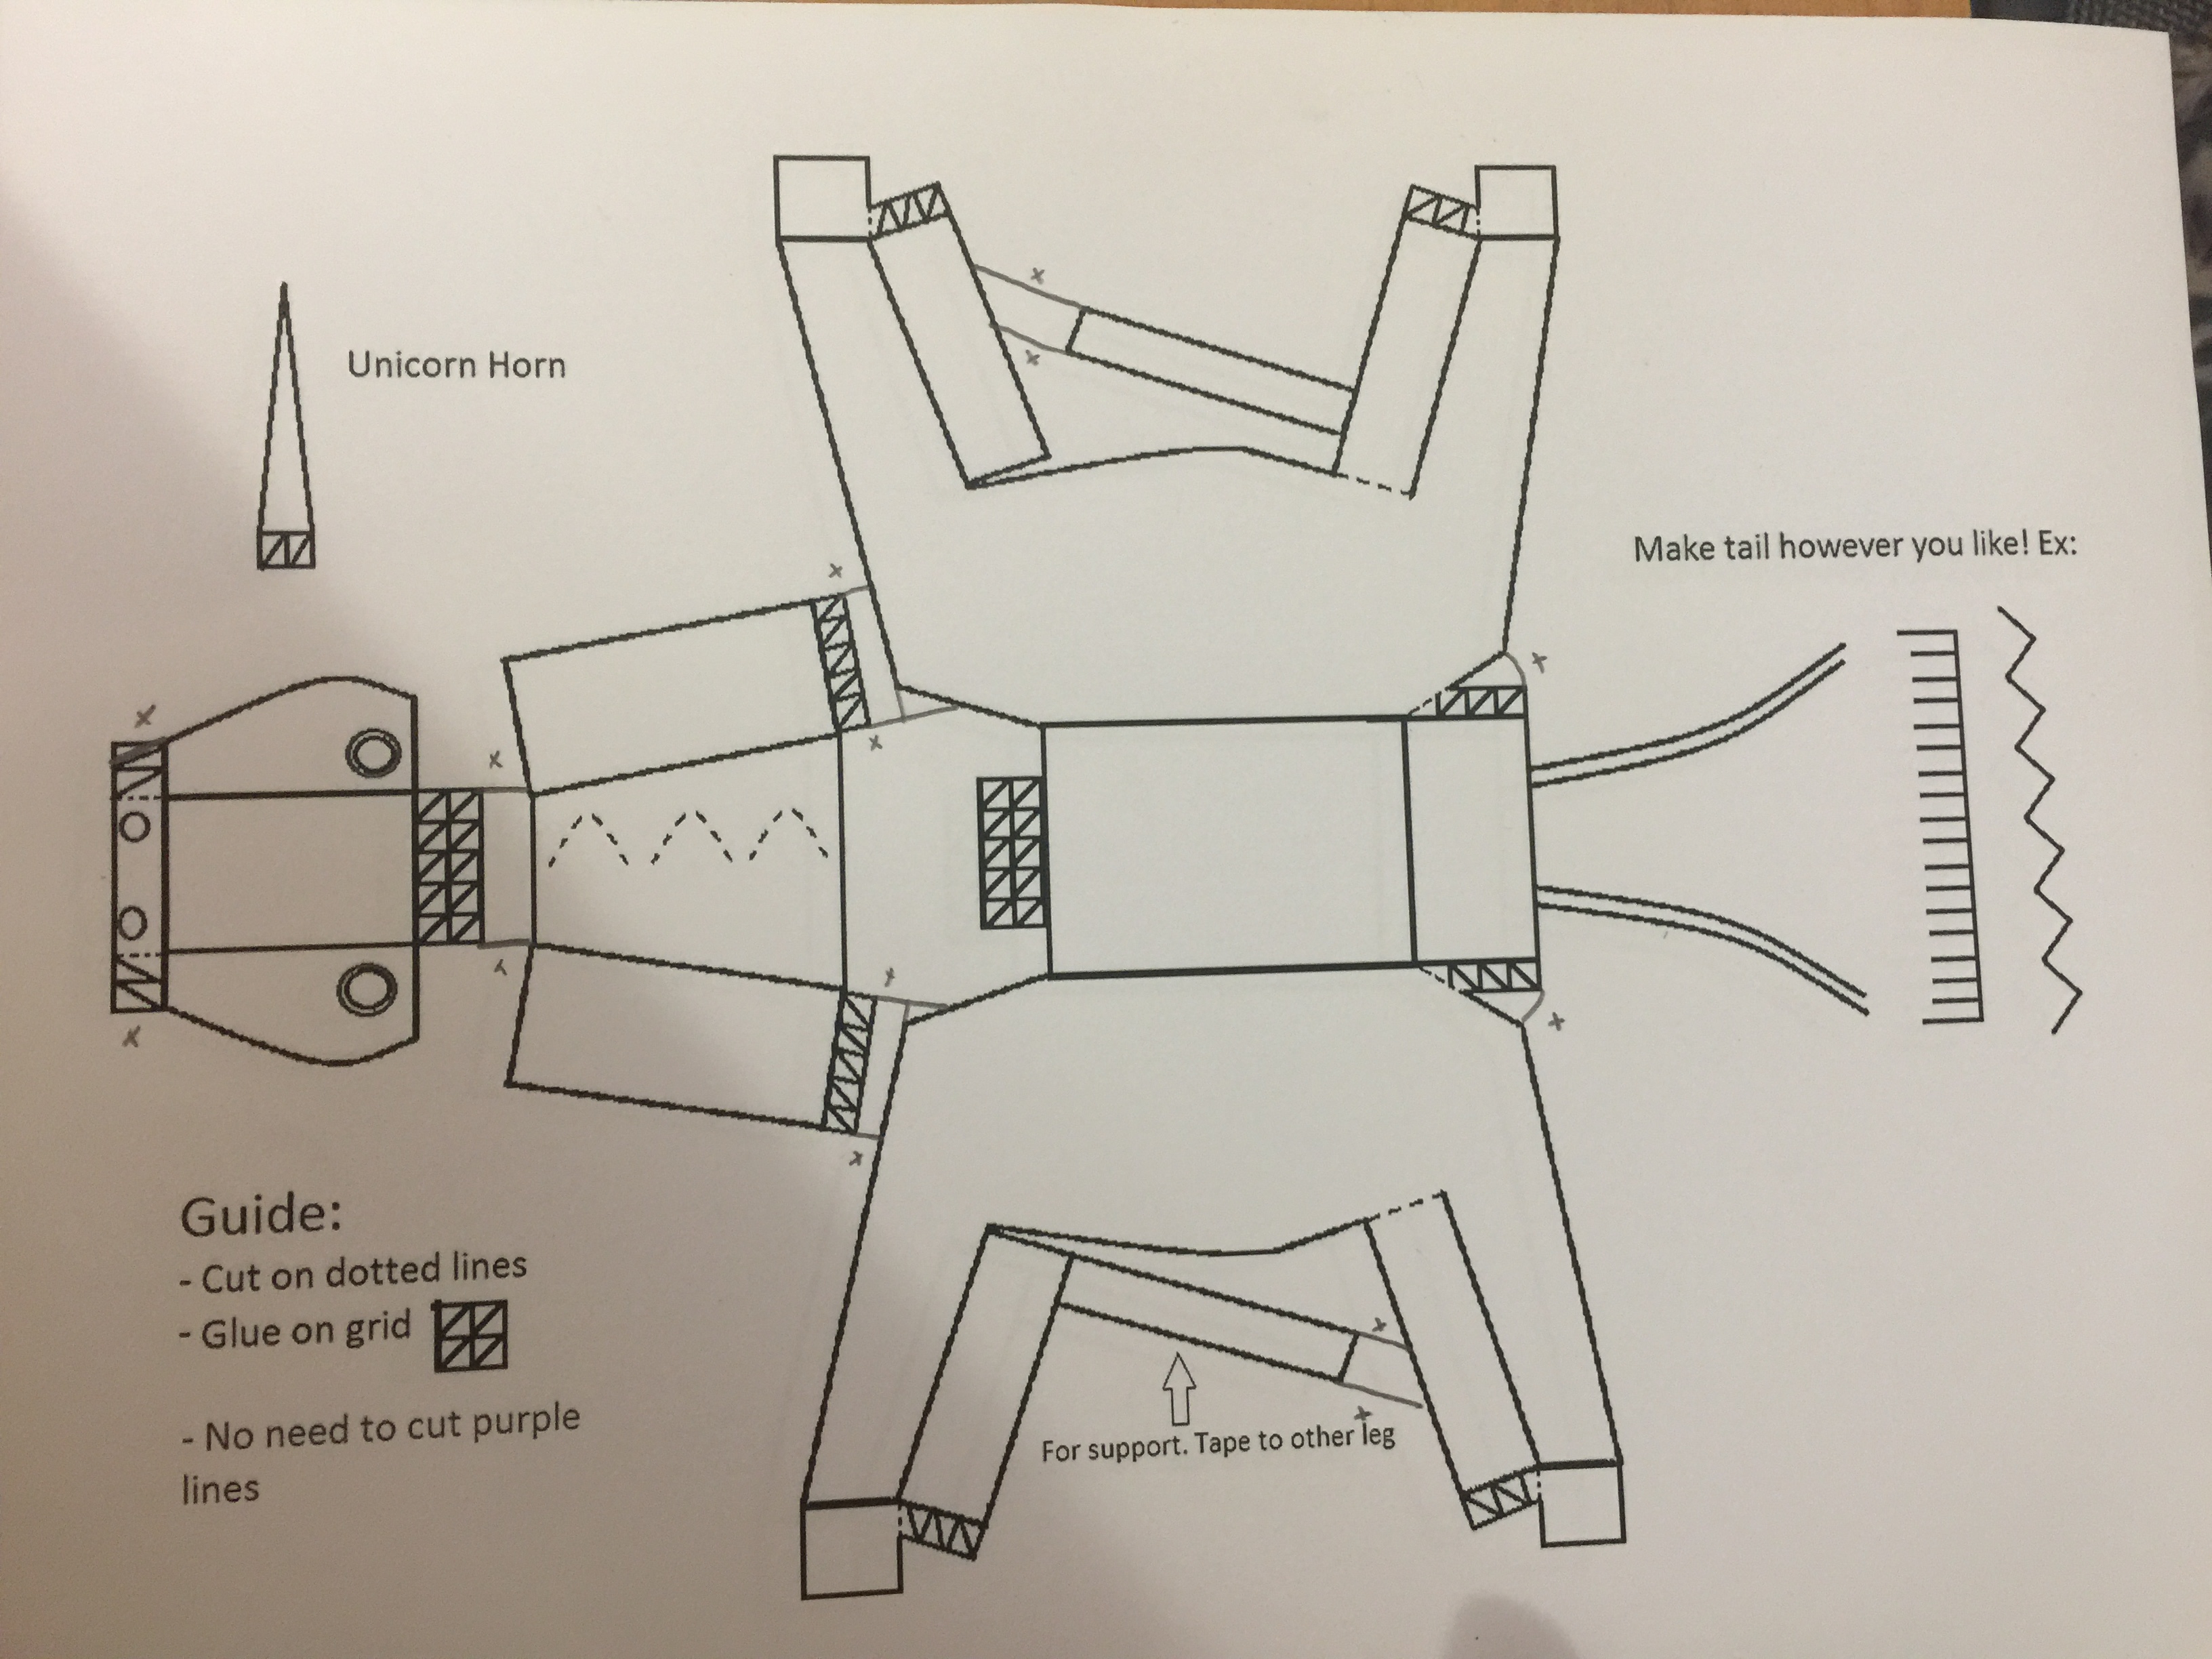 Unicorn Horn
Guide:
- Cut on dotted lines
- Glue on grid
- No need to cut purple
lines
For support. Tape to other leg
Make tail however you like! Ex: